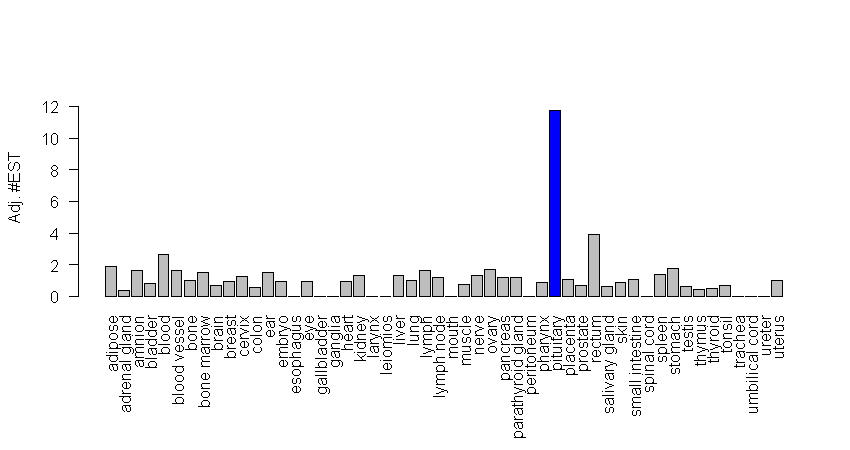 Adj. #EST
12
10
8
6
4
2
0
adipose
adrenal gland
amnion
bladder
blood
blood vessel
bone
bone marrow
brain
breast
cervix
colon
ear
embryo
esophagus
eye
gallbladder
ganglia
heart
kidney
larynx
leiomios
liver
lung
lymph
lymph node
mouth
muscle
nerve
ovary
pancreas
parathyroid gland
peritoneum
pharynx
pituitary
placenta
prostate
rectum
salivary gland
skin
small intestine
spinal cord
spleen
stomach
testis
thymus
thyroid
tonsil
trachea
umbilical cord
ureter
uterus